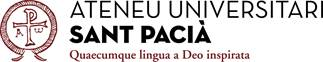 ATENEU UNIVERSITARI
SANT PACIÀ
Quaecumque lingua a Deo inspirata